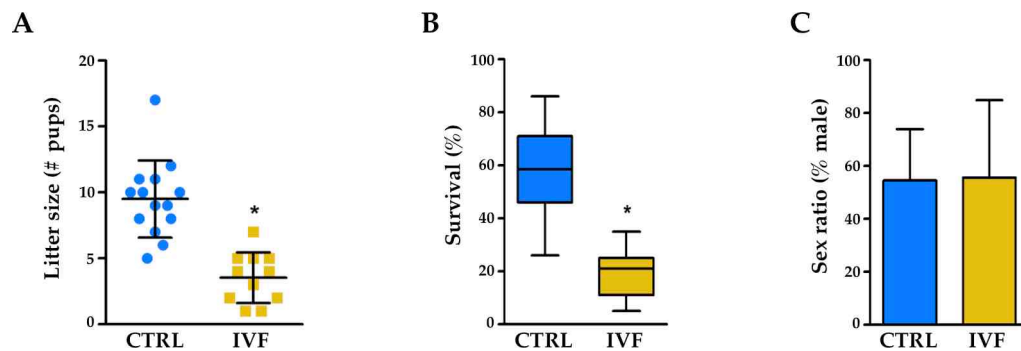 A
Litter size (# pups)
20
15
10
5
0
*
CTRL IVF
B
Survival (%)
100
80
60
40
20
0
*
CTRL IVF
C
Sex ratio (% male)
100
80
60
40
20
0
CTRL IVF